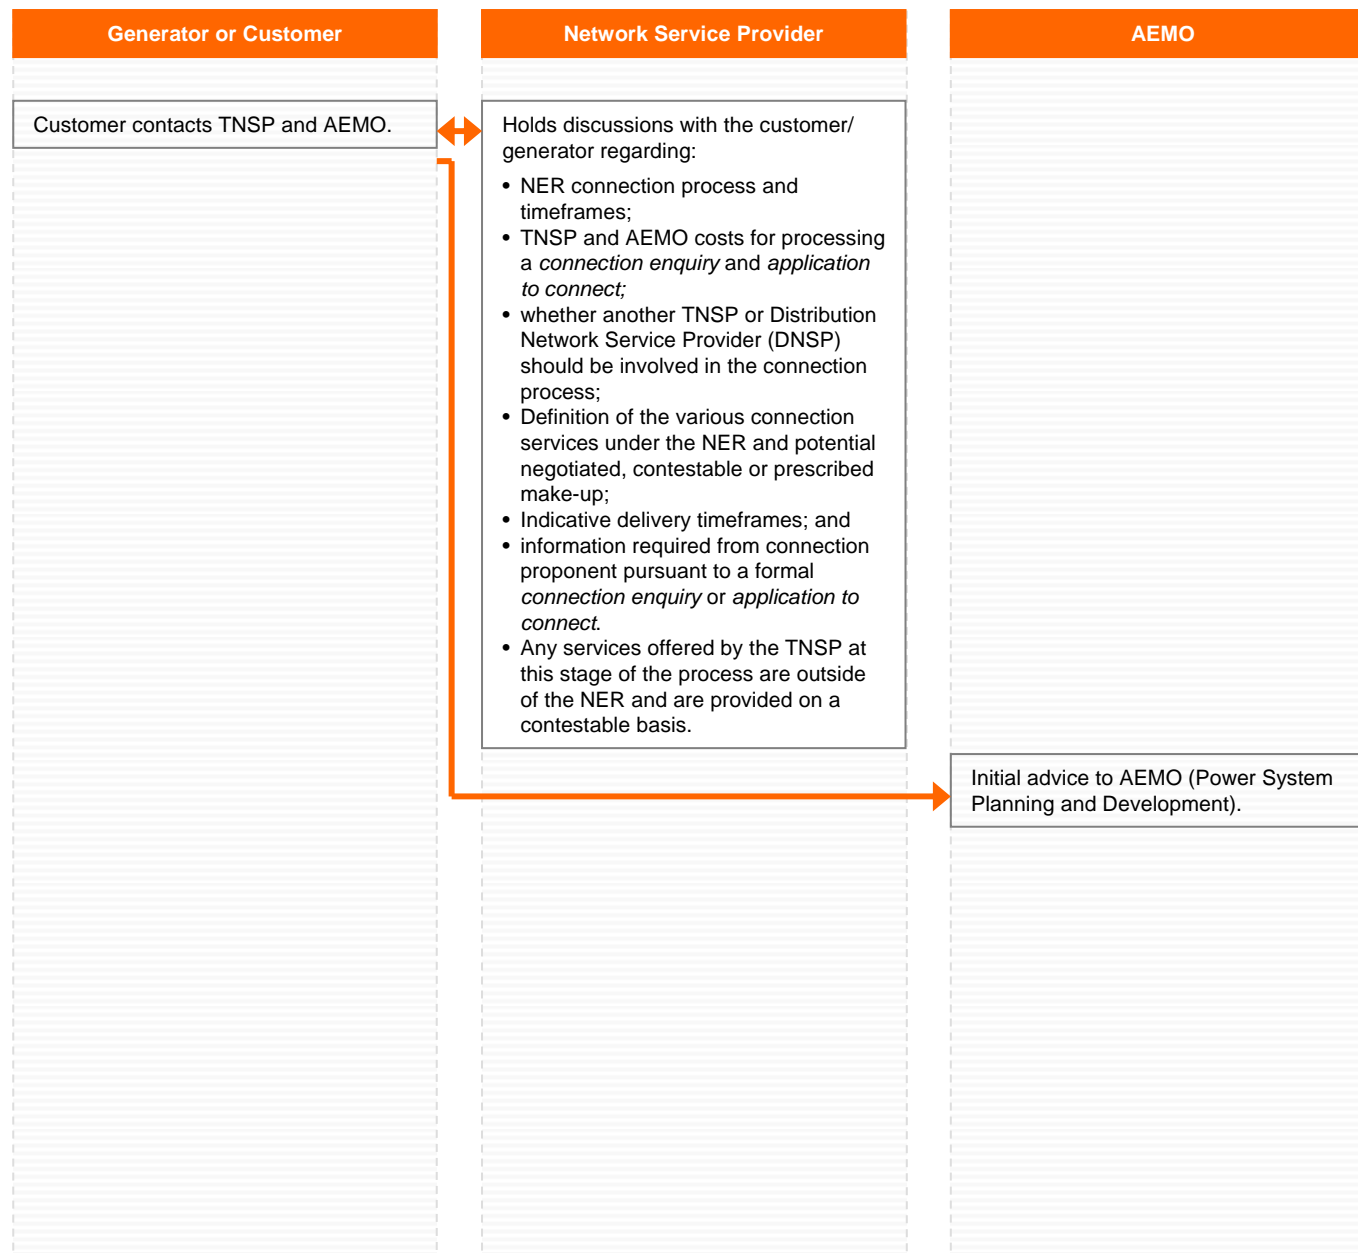 Generator or Customer
Network Service Provider
AEMO
Customer contacts TNSP and AEMO.
Holds discussions with the customer/
generator regarding:
• NER connection process and
timeframes;
• TNSP and AEMO costs for processing
a connection enquiry and application
to connect;
• whether another TNSP or Distribution
Network Service Provider (DNSP)
should be involved in the connection
process;
• Definition of the various connection
services under the NER and potential
negotiated, contestable or prescribed
make-up;
• Indicative delivery timeframes; and
• information required from connection
proponent pursuant to a formal
connection enquiry or application to
connect.
• Any services offered by the TNSP at
this stage of the process are outside
of the NER and are provided on a
contestable basis.
Initial advice to AEMO (Power System
Planning and Development).